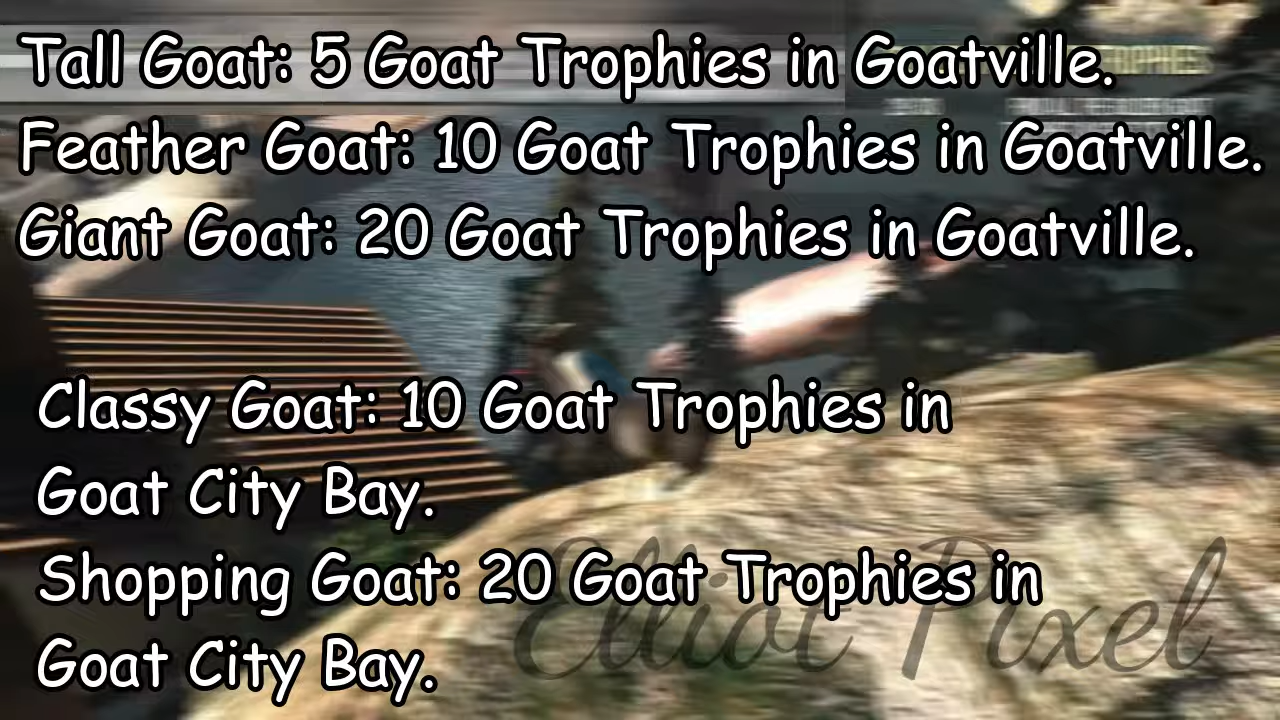 Tall Goat: 5 Goat Trophies in Goatville.
Feather Goat: 10 Goat Trophies in Goatville.
Giant Goat: 20 Goat Trophies in Goatville.
Classy Goat: 10 Goat Trophies in
Goat City Bay.
Shopping Goat: 20 Goat Trophies in
Goat City Bay.
Elliot Pixel